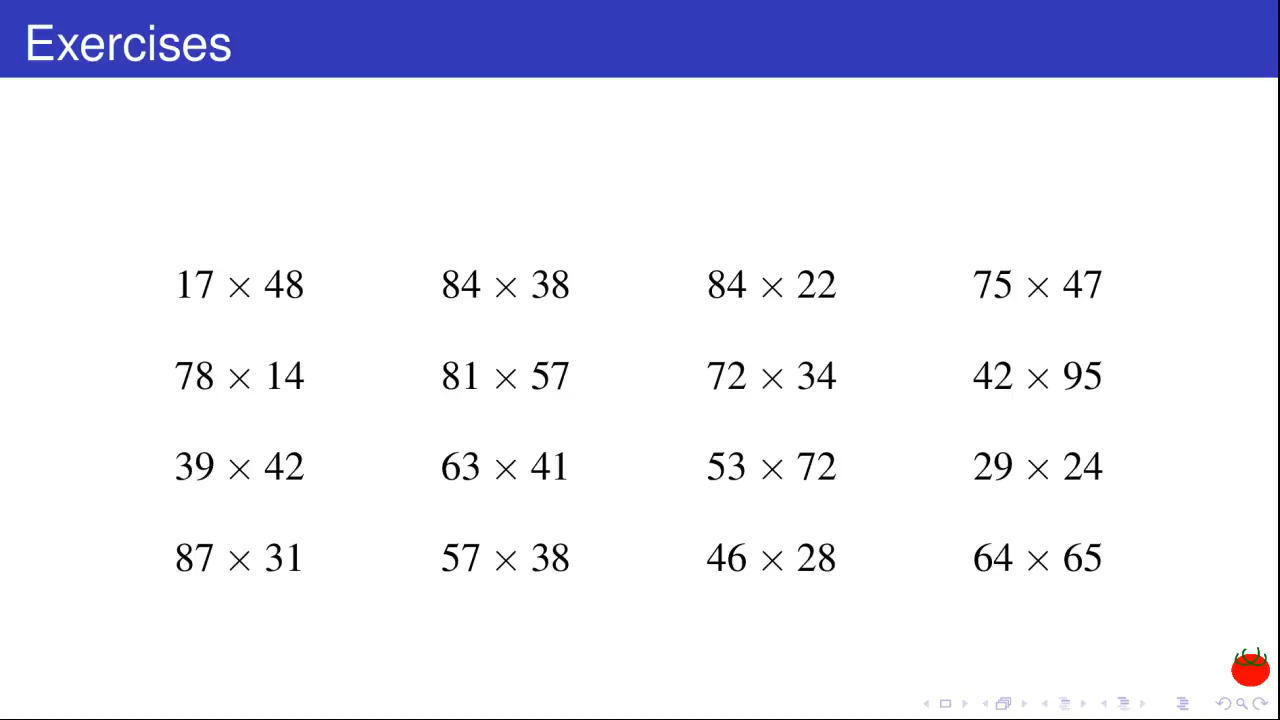 Exercises
17 × 48 84 × 38 84 × 22 75 × 47
78 × 14 81 × 57 72 × 34 42 × 95
39 × 42 63 × 41 53 × 72 29 × 24
87 × 31 57 × 38 46 × 28 64 × 65